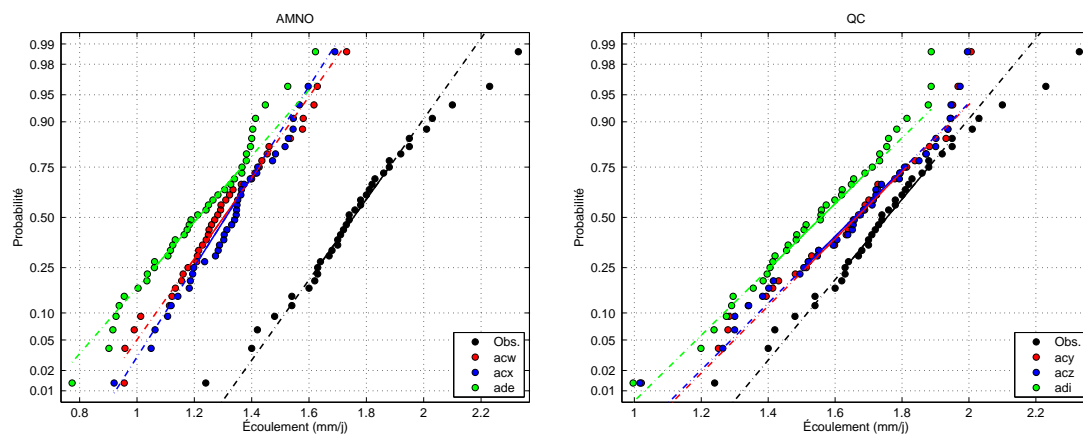 AMNO
Probabilité
0.99
0.98
0.95
0.90
0.75
0.50
0.25
0.10
0.05
0.02
0.01
0.8 1 1.2 1.4 1.6 1.8 2 2.2
Écoulement (mm/j)
Obs.
acw
acx
ade
QC
Probabilité
0.99
0.98
0.95
0.90
0.75
0.50
0.25
0.10
0.05
0.02
0.01
1 1.2 1.4 1.6 1.8 2 2.2
Écoulement (mm/j)
Obs.
acy
acz
adi